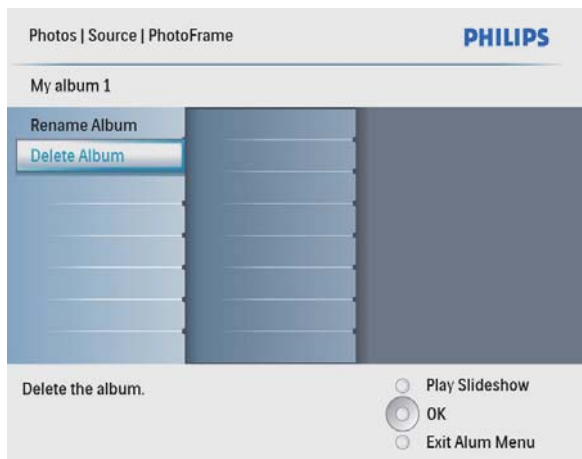 Photos | Source | PhotoFrame
PHILIPS
My album 1
Rename Album
Delete Album
Delete the album.
Play Slideshow
OK
Exit Alum Menu